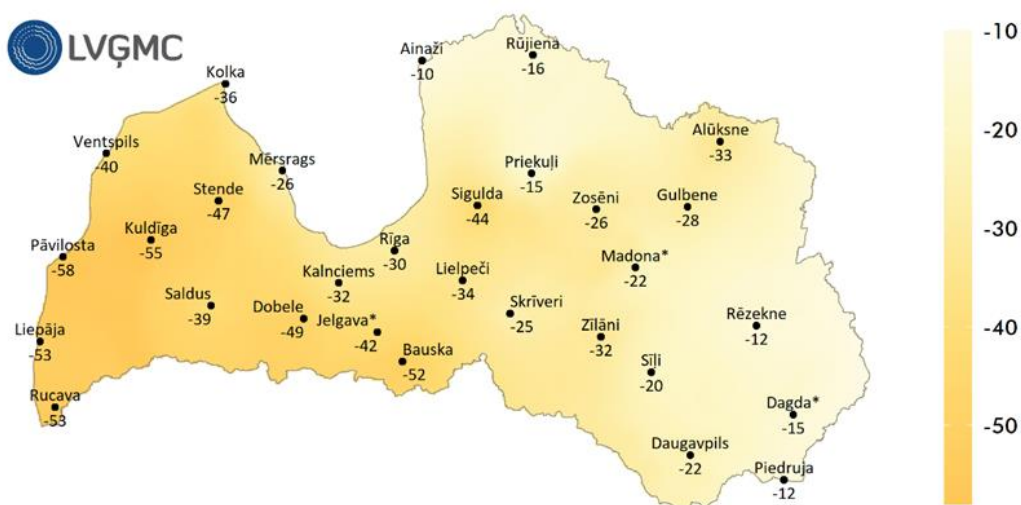 LVĢMC
Ainaži
-10
Rūjiena
-16
-10
Kolka
-36
Ventspils
-40
Mērsrags
-26
Alūksne
-33
-20
Stende
-47
Priekuļi
-15
Sigulda
-44
Zosēni
-26
Gulbene
-28
Kuldīga
-55
Pāvilosta
-58
Rīga
-30
Madona*
-22
-30
Kalnciems
-32
Lielpeči
-34
Saldus
-39
Dobele
-49
Jelgava*
-42
Skrīveri
-25
Zīlāni
-32
Rēzekne
-12
-40
Liepāja
-53
Bauska
-52
Sīļi
-20
Rucava
-53
Dagda*
-15
-50
Daugavpils
-22
Piedruja
-12